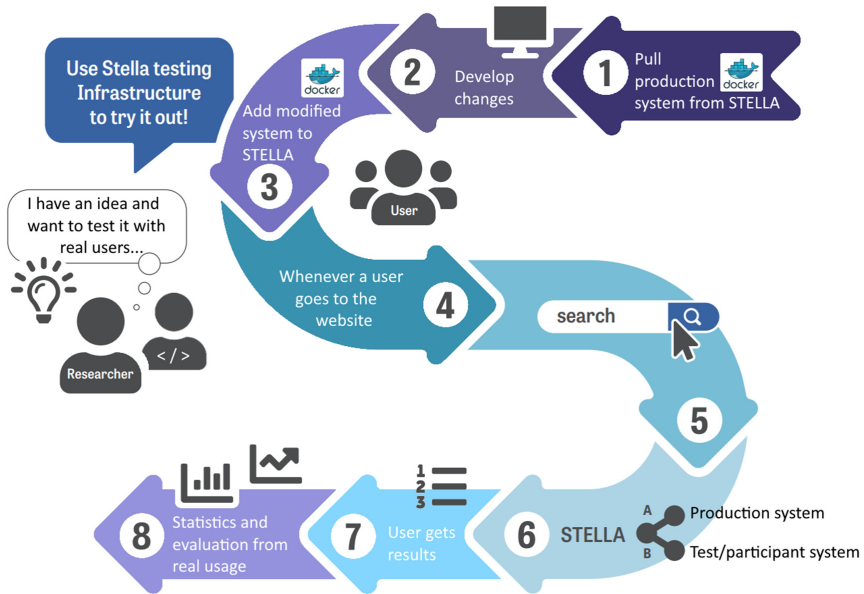 Use Stella testing
Infrastructure
to try it out!
I have an idea and
want to test it with
real users...
Researcher
</>
1
Pull
production
system from STELLA
docker
2
Develop
changes
docker
Add modified
system to
STELLA
3
User
Whenever a user
goes to the
website
4
search
5
6
STELLA
A
B
Production system
Test/participant system
1
2
3
7
User gets
results
8
Statistics and
evaluation from
real usage